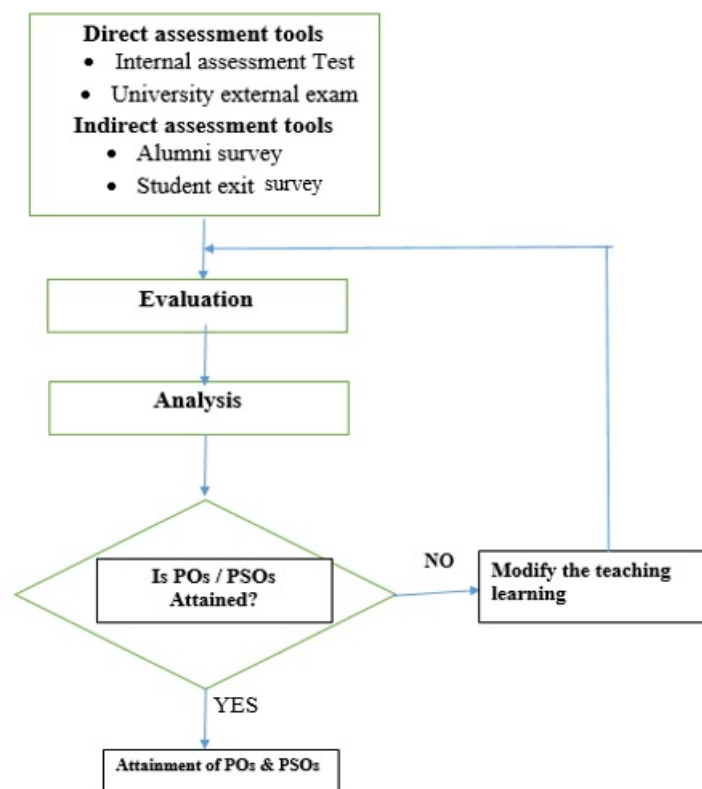 Direct assessment tools
• Internal assessment Test
• University external exam
Indirect assessment tools
• Alumni survey
• Student exit survey
Evaluation
Analysis
Is POs / PSOs
Attained?
NO
Modify the teaching
learning
YES
Attainment of POs & PSOs